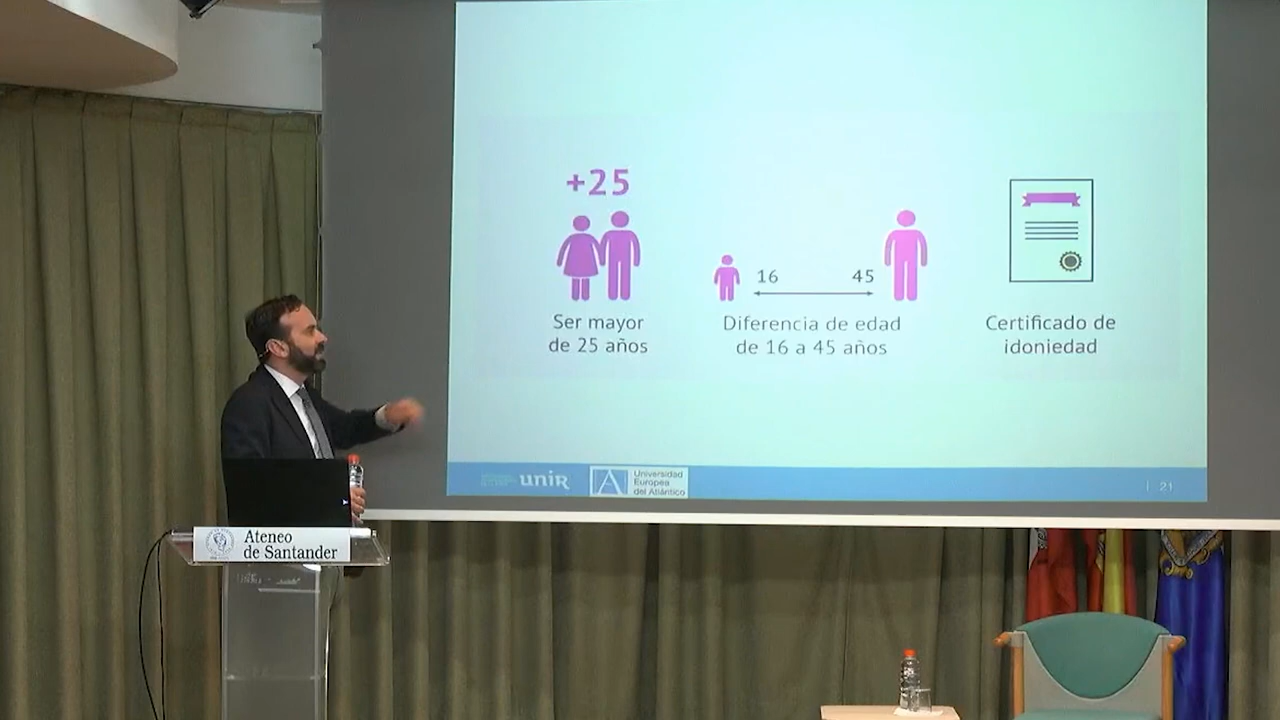 +25
16
45
Ser mayor
de 25 años
Diferencia de edad
de 16 a 45 años
Certificado de
idoniedad
unir
Universidad
Europea
del Atlántico
21
Ateneo
de Santander